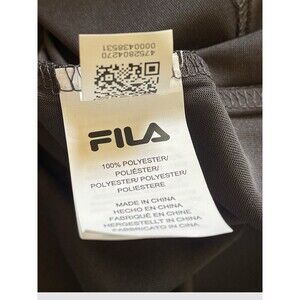 4752804270
0000438531
FILA
100% POLYESTER/
POLIÉSTER/
POLYESTER/ POLYESTER/
POLIESTERE
MADE IN CHINA
HECHO EN CHINA
FABRIQUÉ EN CHINE
HERGESTELLT IN CHINA
FABBRICATO IN CINA